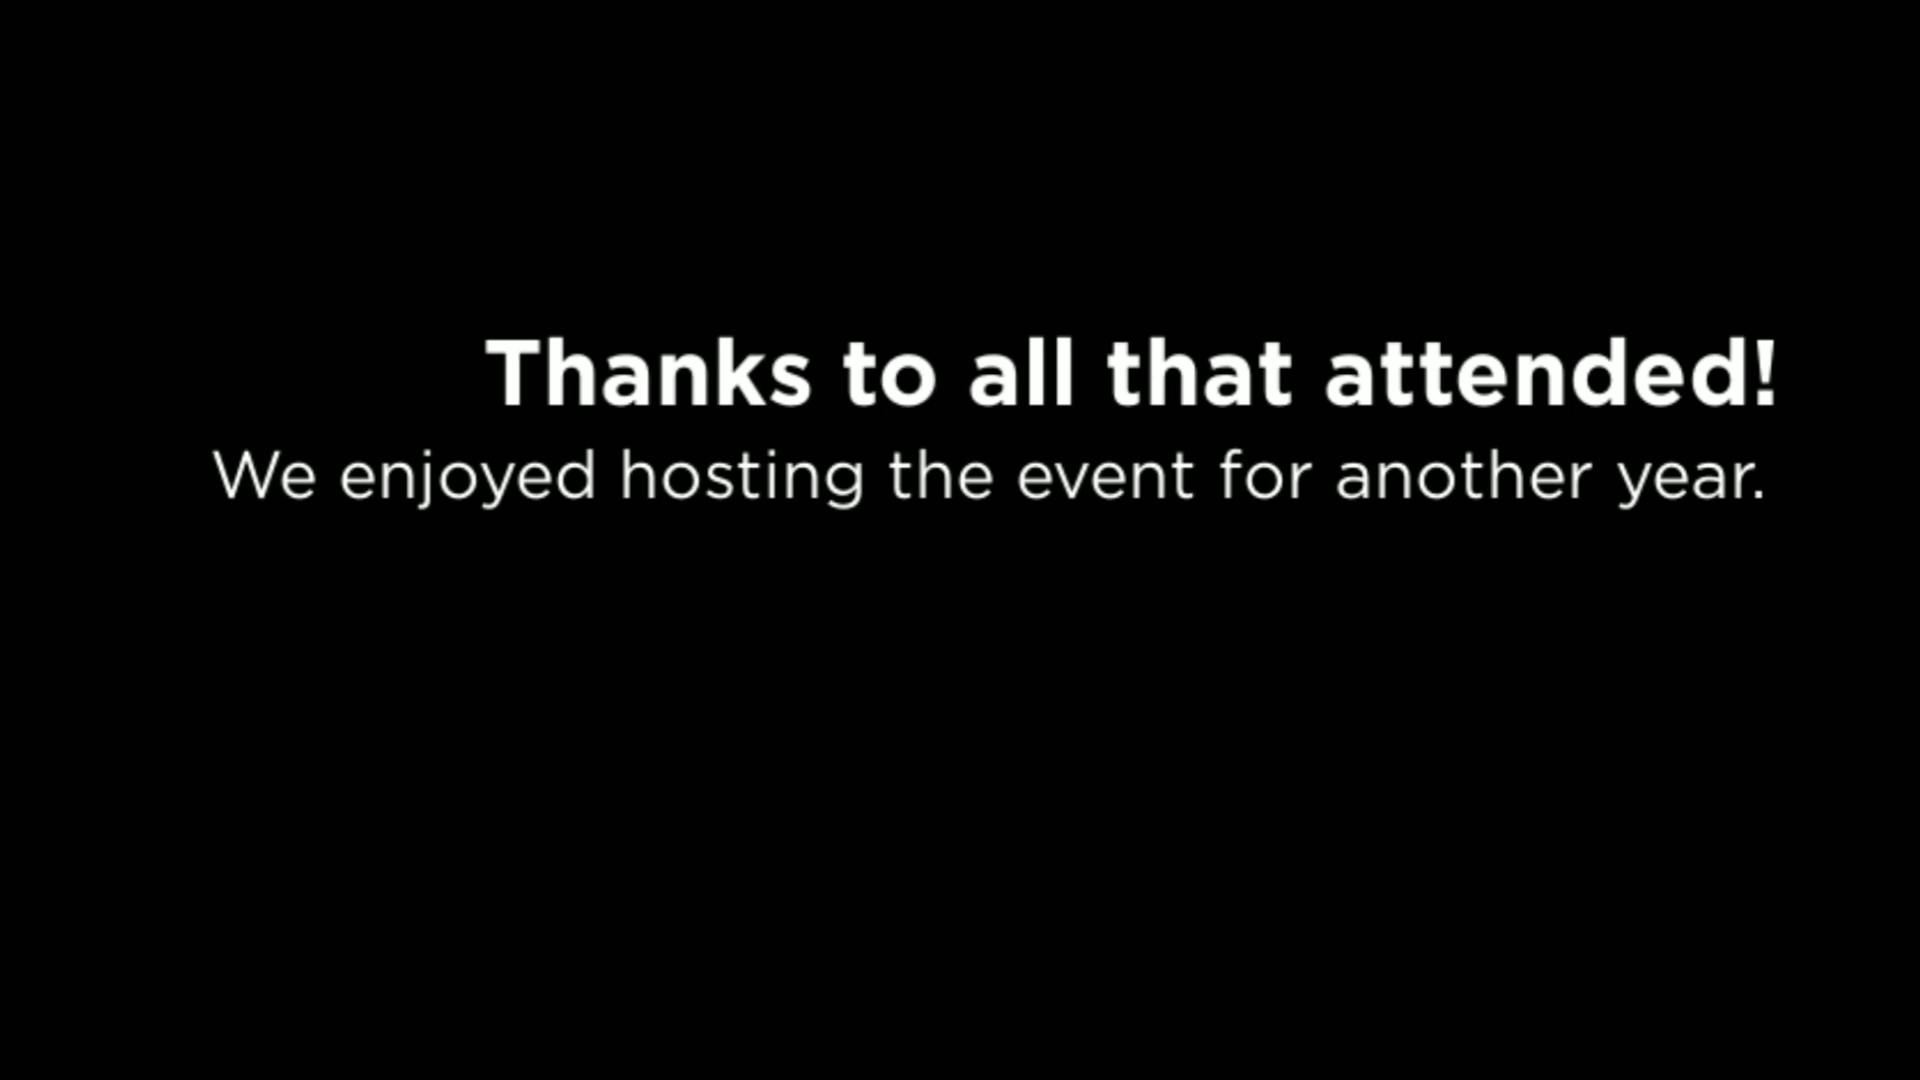 Thanks to all that attended!
We enjoyed hosting the event for another year.